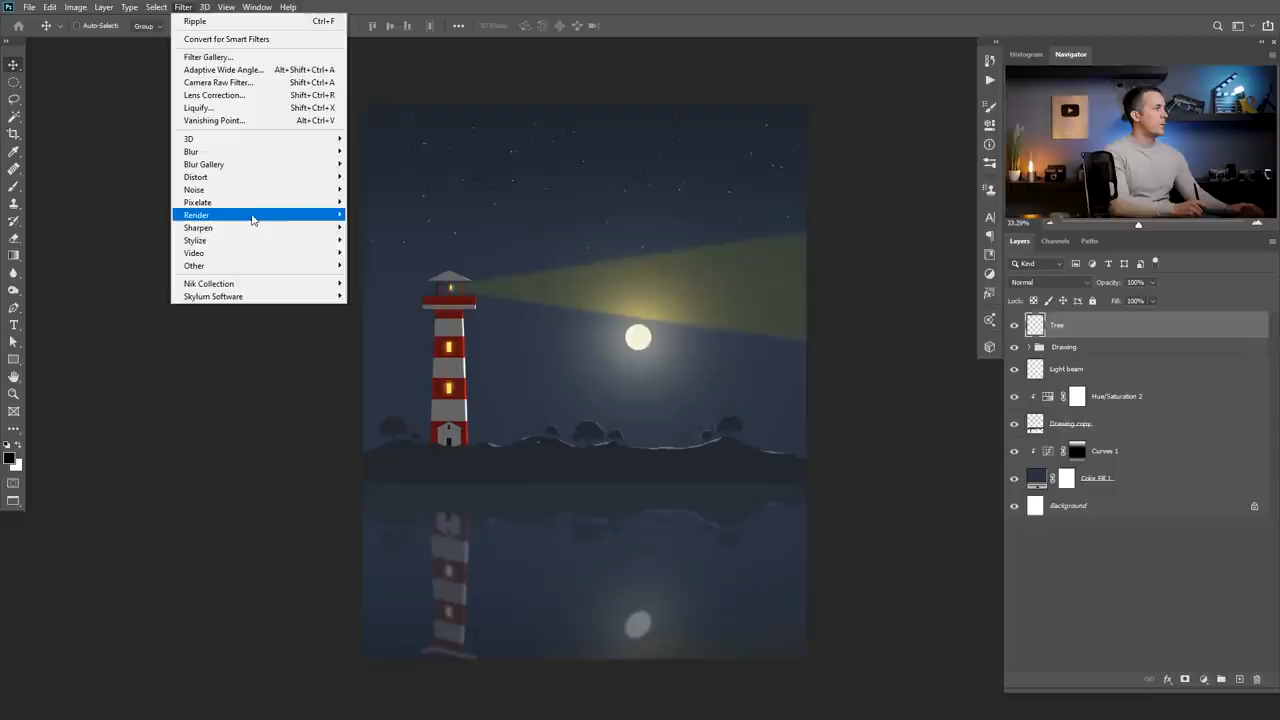 Ps File Edit Image Layer Type Select Filter 3D View Window Help
Auto-Select: Group
Ripple Ctrl+F
Convert for Smart Filters
Filter Gallery...
Adaptive Wide Angle... Alt+Shift+Ctrl+A
Camera Raw Filter... Shift+Ctrl+A
Lens Correction... Shift+Ctrl+R
Liquify... Shift+Ctrl+X
Vanishing Point... Alt+Ctrl+V
3D
Blur
Blur Gallery
Distort
Noise
Pixelate
Render
Sharpen
Stylize
Video
Other
Nik Collection
Skylum Software
Histogram Navigator
33.29%
Layers Channels Paths
Kind
Normal Opacity: 100%
Lock: Fill: 100%
Tree
Drawing
Light beam
Hue/Saturation 2
Drawing copy
Curves 1
Color Fill 1
Background